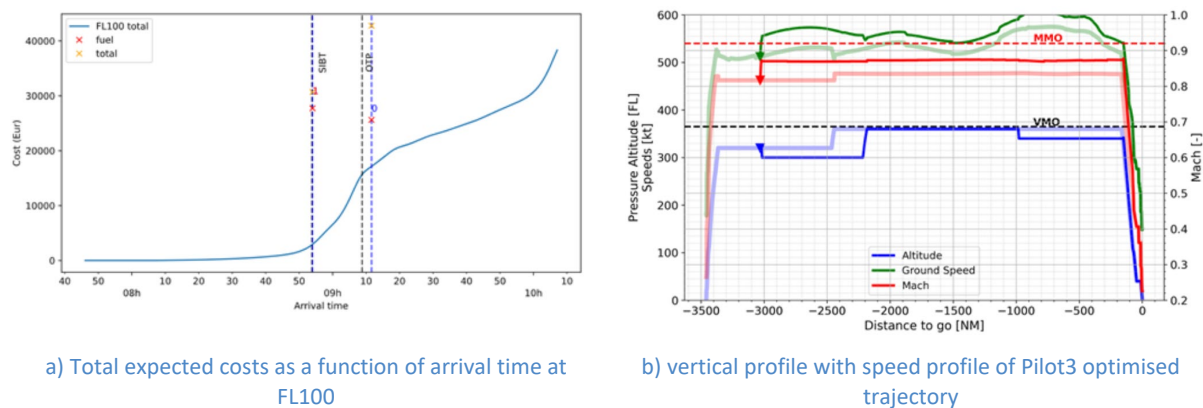 FL100 total
fuel
total
SIBT
OTP
1
0
Cost (Eur)
40000
30000
20000
10000
0
40 50 10 20 30 40 50 10 20 30 40 50 10
08h 09h 10h
Arrival time
Pressure Altitude [FL]
Speeds [kt]
600
500
400
300
200
100
0
MMO
VMO
Altitude
Ground Speed
Mach
1.0
0.9
0.8
0.7
0.6
0.5
0.4
0.3
0.2
Mach [-]
−3500 −3000 −2500 −2000 −1500 −1000 −500 0
Distance to go [NM]
a) Total expected costs as a function of arrival time at
FL100
b) vertical profile with speed profile of Pilot3 optimised
trajectory